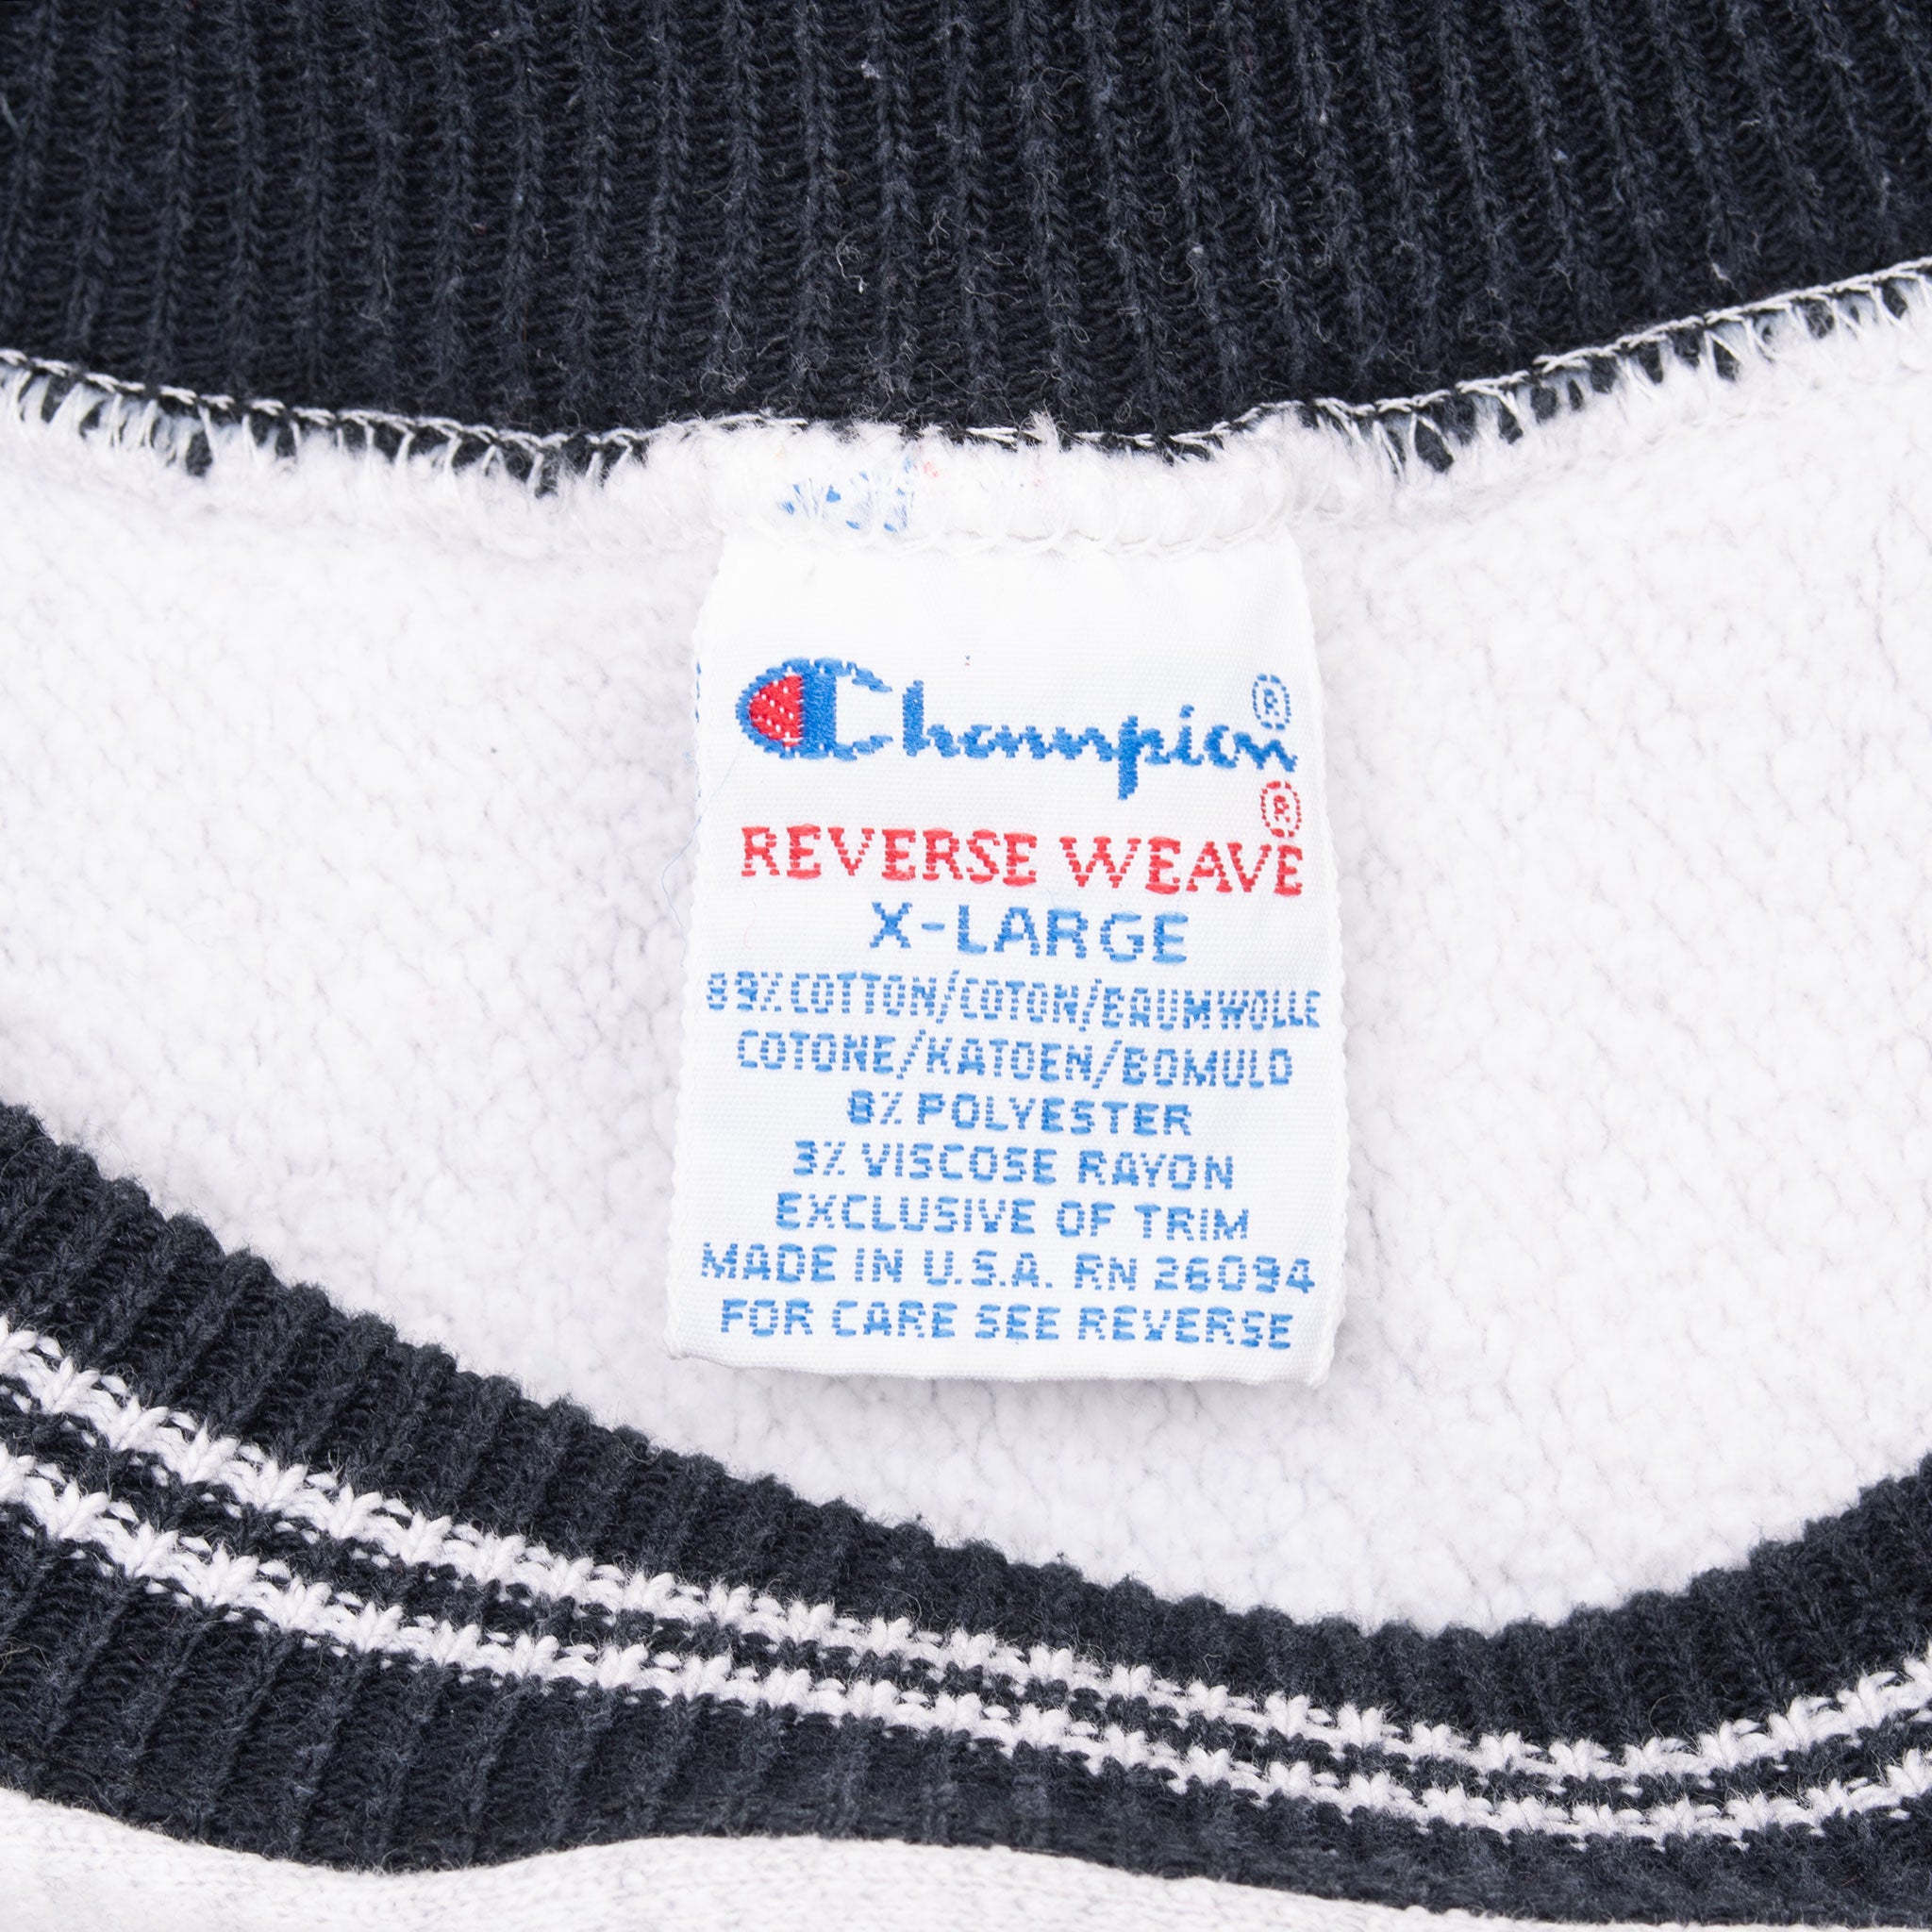 Champion®
REVERSE WEAVE®
X-LARGE
89% COTTON/COTON/BAUMWOLLE
COTONE/KATOEN/BOMULD
8% POLYESTER
3% VISCOSE RAYON
EXCLUSIVE OF TRIM
MADE IN U.S.A. RN 26094
FOR CARE SEE REVERSE